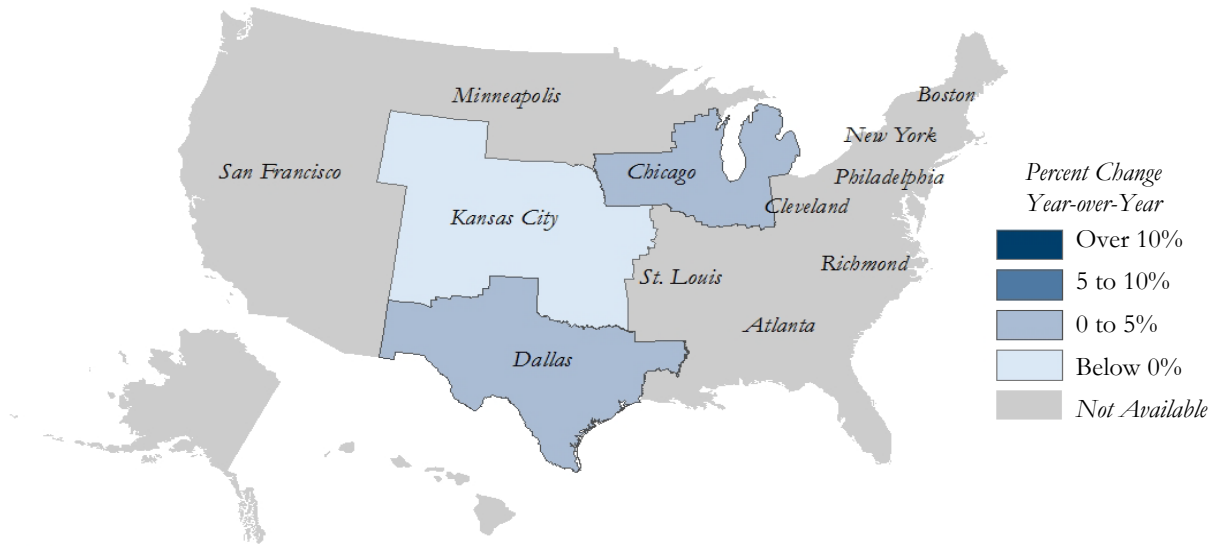 Minneapolis
Boston
New York
San Francisco
Chicago
Philadelphia
Cleveland
Kansas City
St. Louis
Richmond
Atlanta
Dallas
Percent Change
Year-over-Year
Over 10%
5 to 10%
0 to 5%
Below 0%
Not Available